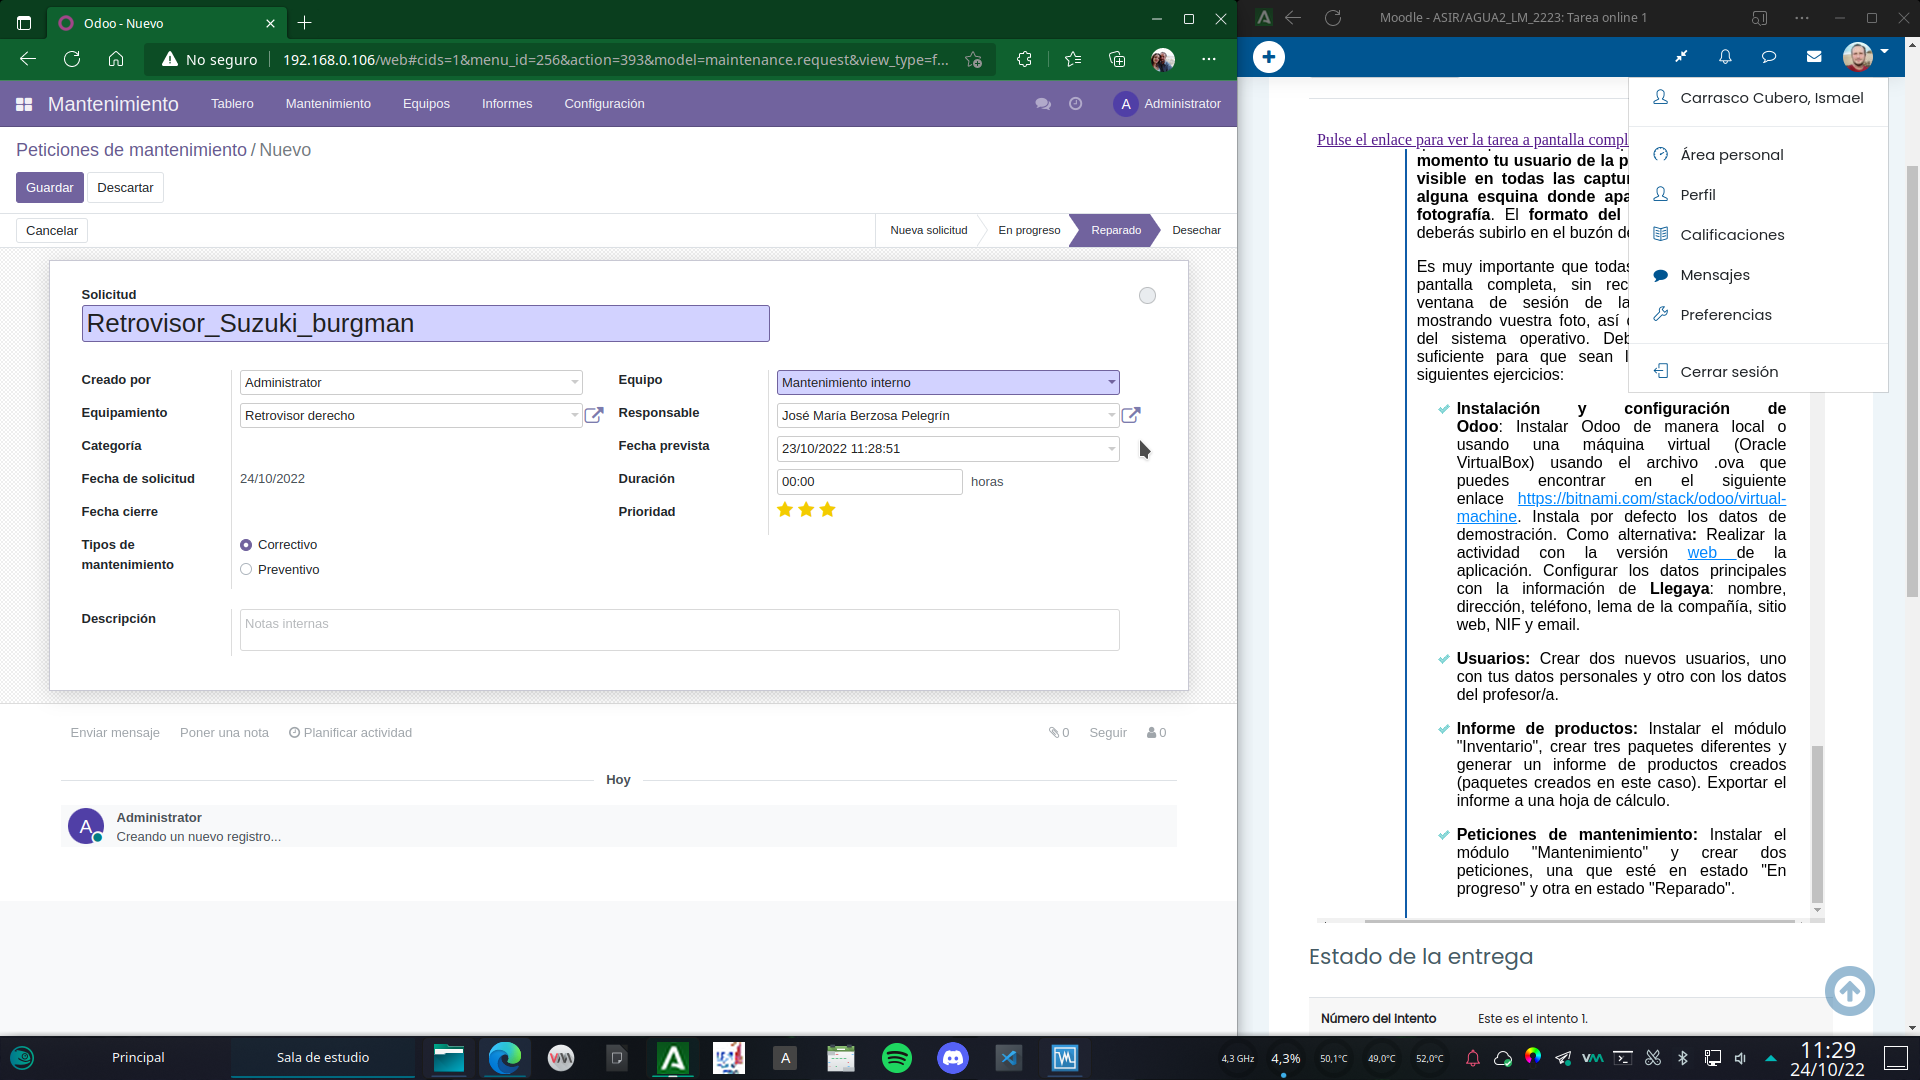 Odoo - Nuevo
No seguro
192.168.0.106/web#cids=1&menu_id=256&action=393&model=maintenance.request&view_type=f...
Mantenimiento
Tablero
Mantenimiento
Equipos
Informes
Configuración
A
Administrator
Peticiones de mantenimiento / Nuevo
Guardar
Descartar
Cancelar
Nueva solicitud
En progreso
Reparado
Desechar
Solicitud
Retrovisor_Suzuki_burgman
Creado por
Administrator
Equipamiento
Retrovisor derecho
Categoría
Fecha de solicitud
24/10/2022
Fecha cierre
Tipos de
mantenimiento
Correctivo
Preventivo
Equipo
Mantenimiento interno
Responsable
José María Berzosa Pelegrín
Fecha prevista
23/10/2022 11:28:51
Duración
00:00
horas
Prioridad
Descripción
Notas internas
Enviar mensaje
Poner una nota
Planificar actividad
0
Seguir
0
Hoy
A
Administrator
Creando un nuevo registro...
Moodle - ASIR/AGUA2_LM_2223: Tarea online 1
Carrasco Cubero, Ismael
Área personal
Perfil
Calificaciones
Mensajes
Preferencias
Cerrar sesión
Pulse el enlace para ver la tarea a pantalla compl
momento tu usuario de la p
visible en todas las captur
alguna esquina donde apa
fotografía. El formato del
deberás subirlo en el buzón de
Es muy importante que todas
pantalla completa, sin rec
ventana de sesión de la
mostrando vuestra foto, así
del sistema operativo. Deb
suficiente para que sean l
siguientes ejercicios:
Instalación y configuración de
Odoo: Instalar Odoo de manera local o
usando una máquina virtual (Oracle
VirtualBox) usando el archivo .ova que
puedes encontrar en el siguiente
enlace https://bitnami.com/stack/odoo/virtual-
machine. Instala por defecto los datos de
demostración. Como alternativa: Realizar la
actividad con la versión web de la
aplicación. Configurar los datos principales
con la información de Llegaya: nombre,
dirección, teléfono, lema de la compañía, sitio
web, NIF y email.
Usuarios: Crear dos nuevos usuarios, uno
con tus datos personales y otro con los datos
del profesor/a.
Informe de productos: Instalar el módulo
"Inventario", crear tres paquetes diferentes y
generar un informe de productos creados
(paquetes creados en este caso). Exportar el
informe a una hoja de cálculo.
Peticiones de mantenimiento: Instalar el
módulo "Mantenimiento" y crear dos
peticiones, una que esté en estado "En
progreso" y otra en estado "Reparado".
Estado de la entrega
Número del Intento
Este es el intento 1.
Principal
Sala de estudio
A
4,3 GHz
4,3%
50,1°C
49,0°C
52,0°C
11:29
24/10/22